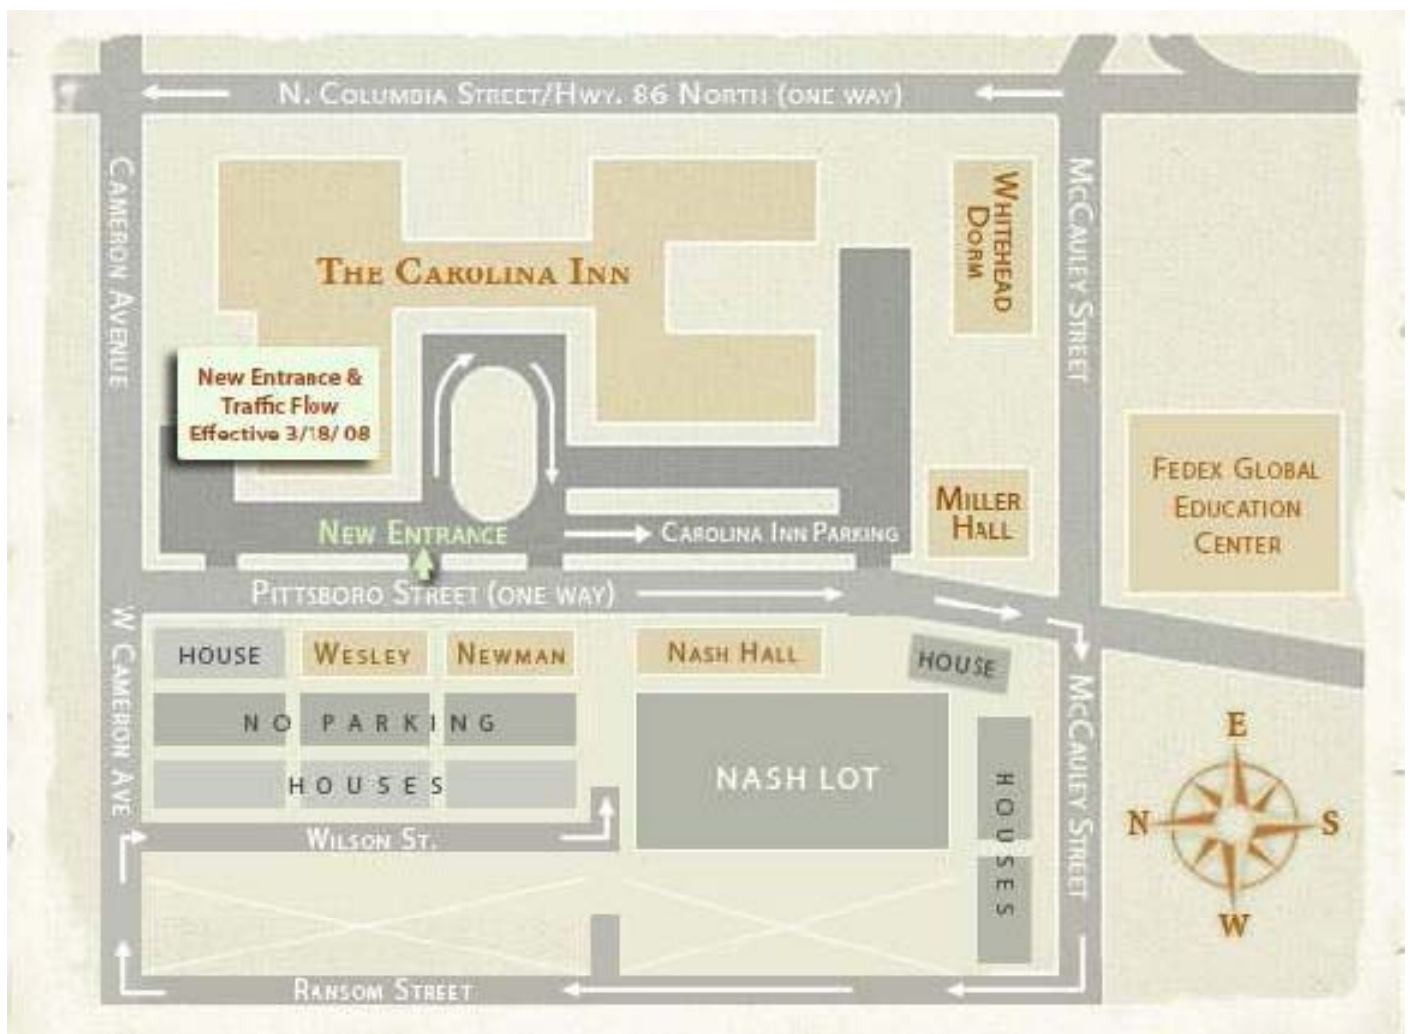 N. Columbia Street/Hwy. 86 North (one way)
Cameron Avenue
Whitehead
Dorm
McCauley Street
The Carolina Inn
New Entrance &
Traffic Flow
Effective 3/18/ 08
FedEx Global
Education
Center
Miller
Hall
New Entrance
Carolina Inn Parking
Pittsboro Street (one way)
W Cameron Ave
HOUSE
Wesley
Newman
Nash Hall
HOUSE
McCauley Street
NO PARKING
HOUSES
NASH LOT
HOUSES
Wilson St.
Ransom Street
E
N
S
W